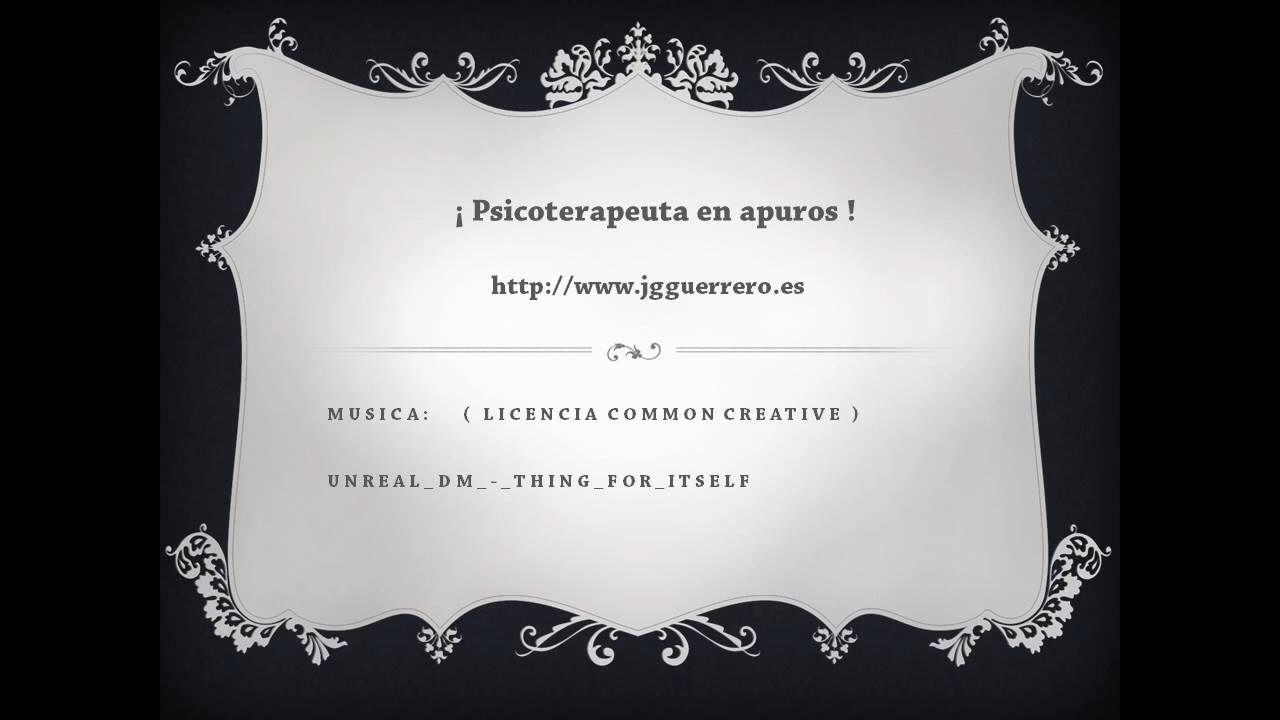 ¡ Psicoterapeuta en apuros !
http://www.jgguerrero.es
MUSICA: ( LICENCIA COMMON CREATIVE )
UNREAL_DM_-_THING_FOR_ITSELF